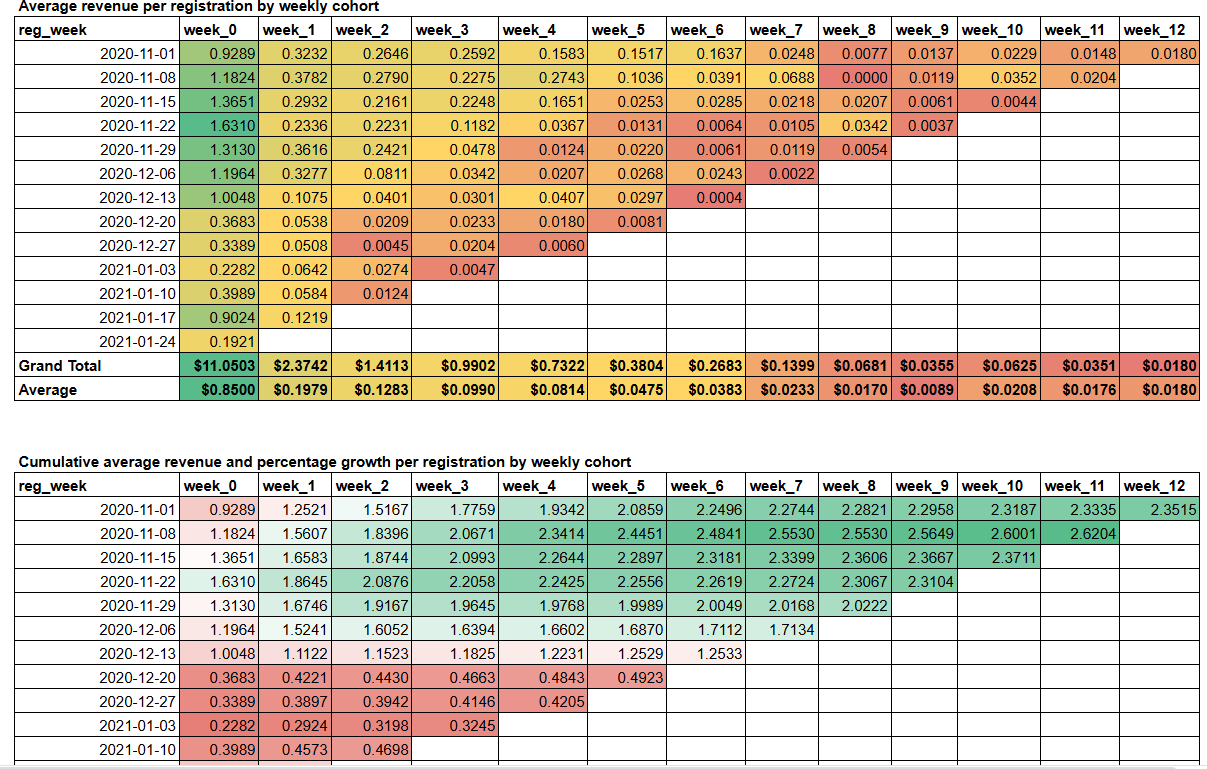 Average revenue per registration by weekly cohort
reg_week week_0 week_1 week_2 week_3 week_4 week_5 week_6 week_7 week_8 week_9 week_10 week_11 week_12
2020-11-01 0.9289 0.3232 0.2646 0.2592 0.1583 0.1517 0.1637 0.0248 0.0077 0.0137 0.0229 0.0148 0.0180
2020-11-08 1.1824 0.3782 0.2790 0.2275 0.2743 0.1036 0.0391 0.0688 0.0000 0.0119 0.0352 0.0204
2020-11-15 1.3651 0.2932 0.2161 0.2248 0.1651 0.0253 0.0285 0.0218 0.0207 0.0061 0.0044
2020-11-22 1.6310 0.2336 0.2231 0.1182 0.0367 0.0131 0.0064 0.0105 0.0342 0.0037
2020-11-29 1.3130 0.3616 0.2421 0.0478 0.0124 0.0220 0.0061 0.0119 0.0054
2020-12-06 1.1964 0.3277 0.0811 0.0342 0.0207 0.0268 0.0243 0.0022
2020-12-13 1.0048 0.1075 0.0401 0.0301 0.0407 0.0297 0.0004
2020-12-20 0.3683 0.0538 0.0209 0.0233 0.0180 0.0081
2020-12-27 0.3389 0.0508 0.0045 0.0204 0.0060
2021-01-03 0.2282 0.0642 0.0274 0.0047
2021-01-10 0.3989 0.0584 0.0124
2021-01-17 0.9024 0.1219
2021-01-24 0.1921
Grand Total $11.0503 $2.3742 $1.4113 $0.9902 $0.7322 $0.3804 $0.2683 $0.1399 $0.0681 $0.0355 $0.0625 $0.0351 $0.0180
Average $0.8500 $0.1979 $0.1283 $0.0990 $0.0814 $0.0475 $0.0383 $0.0233 $0.0170 $0.0089 $0.0208 $0.0176 $0.0180
Cumulative average revenue and percentage growth per registration by weekly cohort
reg_week week_0 week_1 week_2 week_3 week_4 week_5 week_6 week_7 week_8 week_9 week_10 week_11 week_12
2020-11-01 0.9289 1.2521 1.5167 1.7759 1.9342 2.0859 2.2496 2.2744 2.2821 2.2958 2.3187 2.3335 2.3515
2020-11-08 1.1824 1.5607 1.8396 2.0671 2.3414 2.4451 2.4841 2.5530 2.5530 2.5649 2.6001 2.6204
2020-11-15 1.3651 1.6583 1.8744 2.0993 2.2644 2.2897 2.3181 2.3399 2.3606 2.3667 2.3711
2020-11-22 1.6310 1.8645 2.0876 2.2058 2.2425 2.2556 2.2619 2.2724 2.3067 2.3104
2020-11-29 1.3130 1.6746 1.9167 1.9645 1.9768 1.9989 2.0049 2.0168 2.0222
2020-12-06 1.1964 1.5241 1.6052 1.6394 1.6602 1.6870 1.7112 1.7134
2020-12-13 1.0048 1.1122 1.1523 1.1825 1.2231 1.2529 1.2533
2020-12-20 0.3683 0.4221 0.4430 0.4663 0.4843 0.4923
2020-12-27 0.3389 0.3897 0.3942 0.4146 0.4205
2021-01-03 0.2282 0.2924 0.3198 0.3245
2021-01-10 0.3989 0.4573 0.4698